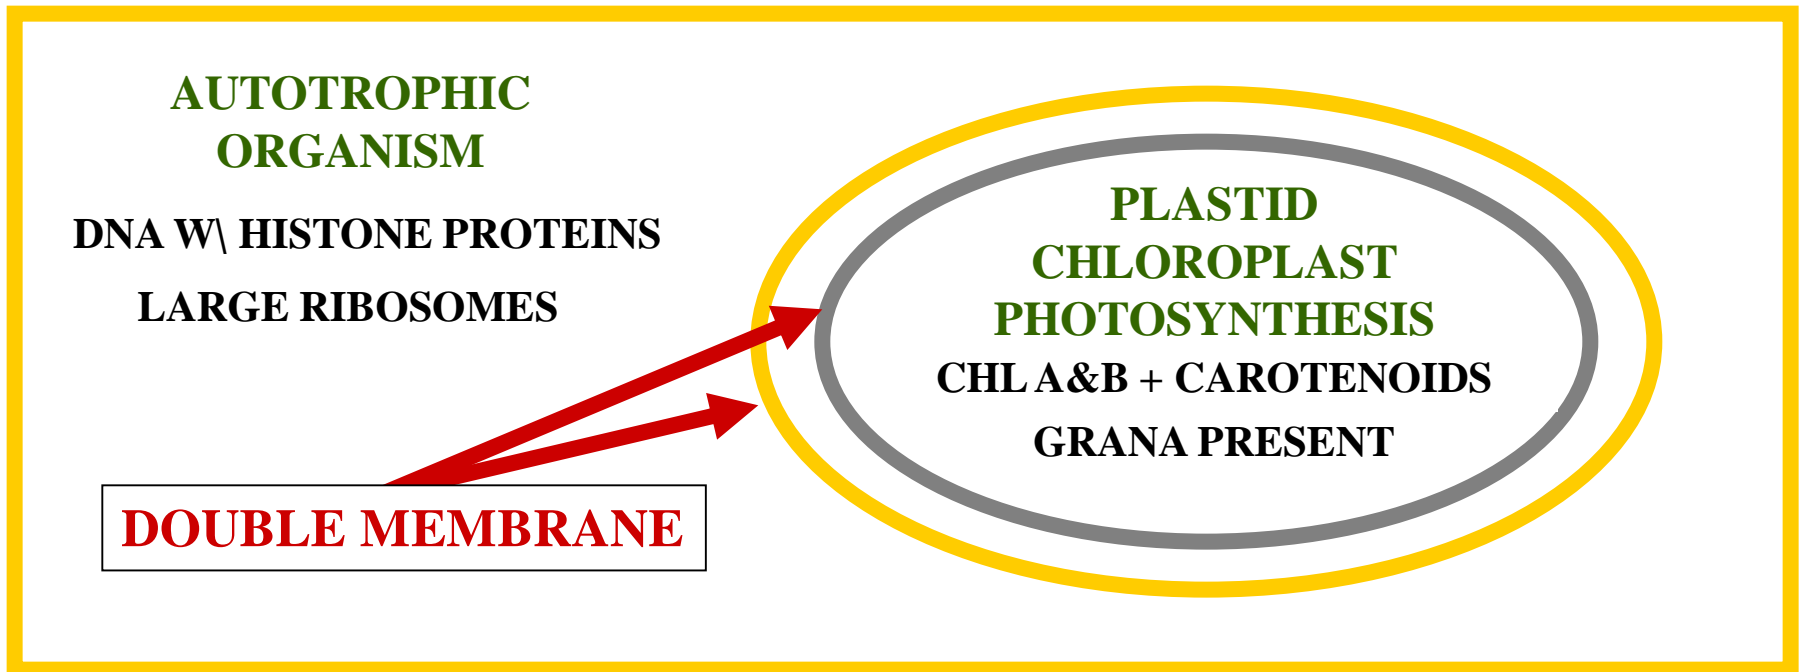 AUTOTROPHIC
ORGANISM
DNA W\ HISTONE PROTEINS
LARGE RIBOSOMES
DOUBLE MEMBRANE
PLASTID
CHLOROPLAST
PHOTOSYNTHESIS
CHL A&B + CAROTENOIDS
GRANA PRESENT